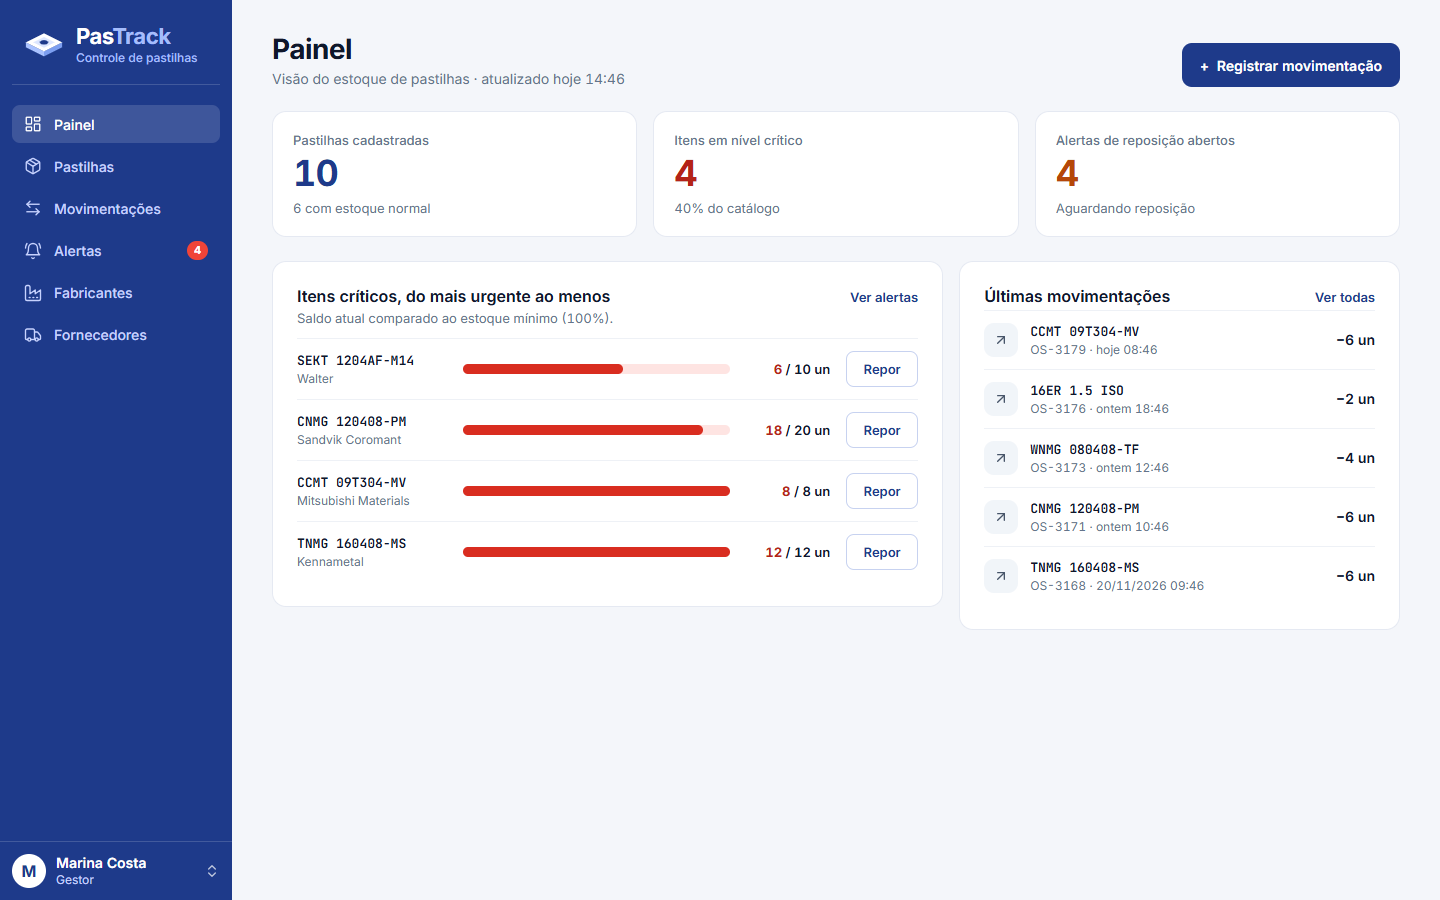 PasTrack
Controle de pastilhas
Painel
Pastilhas
Movimentações
Alertas 4
Fabricantes
Fornecedores
M
Marina Costa
Gestor
Painel
Visão do estoque de pastilhas · atualizado hoje 14:46
+ Registrar movimentação
Pastilhas cadastradas
10
6 com estoque normal
Itens em nível crítico
4
40% do catálogo
Alertas de reposição abertos
4
Aguardando reposição
Itens críticos, do mais urgente ao menos
Ver alertas
Saldo atual comparado ao estoque mínimo (100%).
SEKT 1204AF-M14
Walter
6 / 10 un
Repor
CNMG 120408-PM
Sandvik Coromant
18 / 20 un
Repor
CCMT 09T304-MV
Mitsubishi Materials
8 / 8 un
Repor
TNMG 160408-MS
Kennametal
12 / 12 un
Repor
Últimas movimentações
Ver todas
CCMT 09T304-MV
OS-3179 · hoje 08:46
−6 un
16ER 1.5 ISO
OS-3176 · ontem 18:46
−2 un
WNMG 080408-TF
OS-3173 · ontem 12:46
−4 un
CNMG 120408-PM
OS-3171 · ontem 10:46
−6 un
TNMG 160408-MS
OS-3168 · 20/11/2026 09:46
−6 un